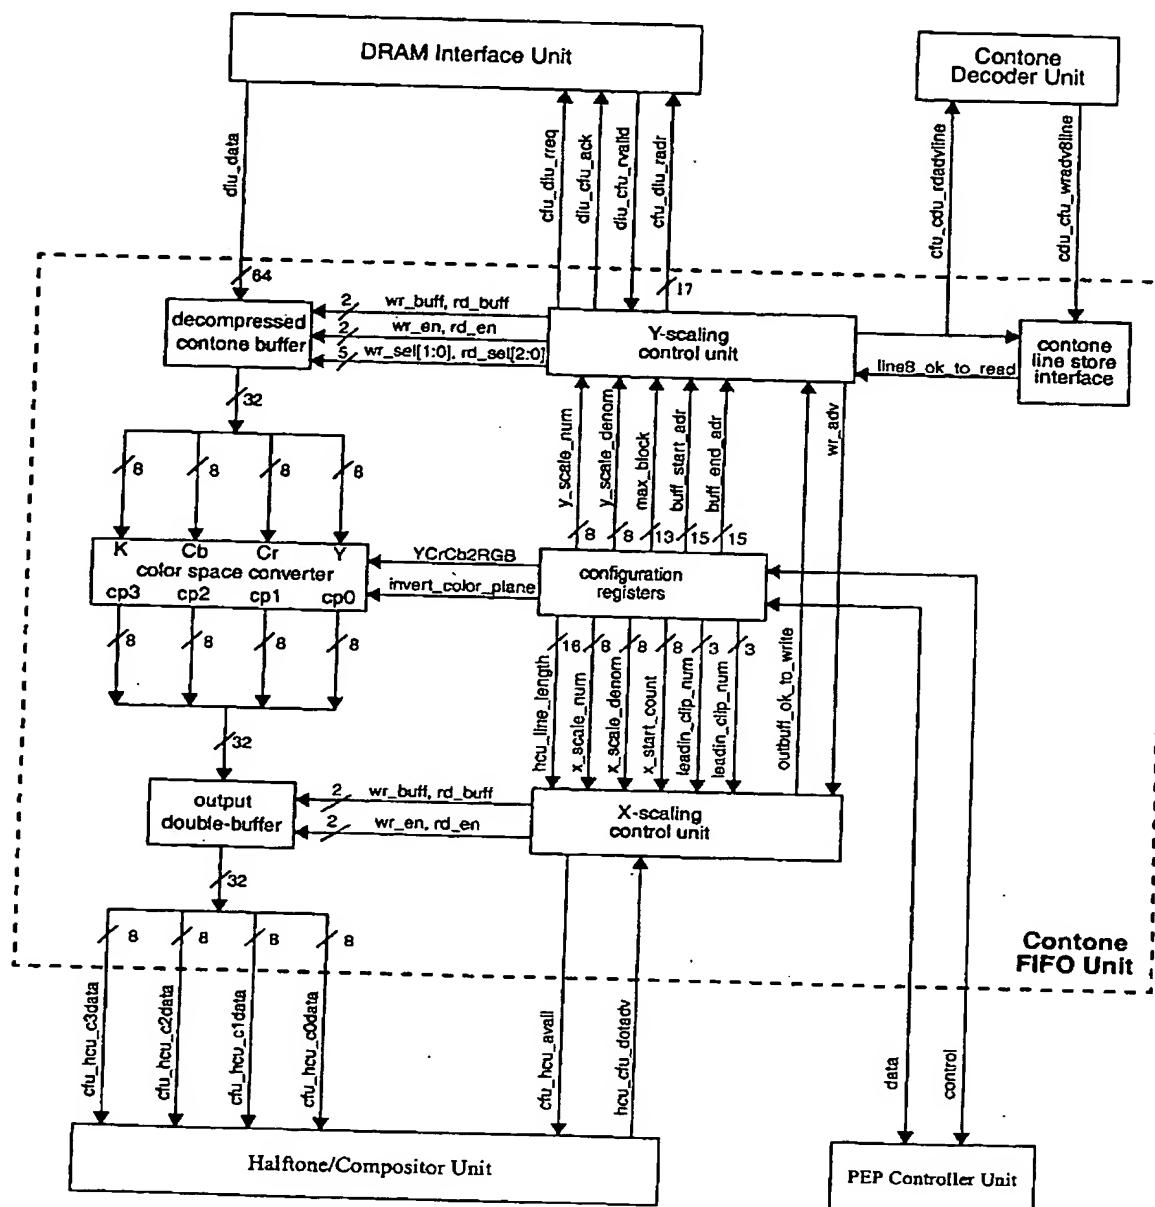 DRAM Interface Unit
Contone
Decoder Unit
diu_data
cfu_diu_rreq
diu_cfu_ack
diu_cfu_rvalid
cfu_diu_radr
cfu_cdu_rdadvline
cdu_cfu_wradv8line
64
17
decompressed
contone buffer
2
wr_buff, rd_buff
2
wr_en, rd_en
5
wr_sel[1:0], rd_sel[2:0]
Y-scaling
control unit
line8_ok_to_read
contone
line store
interface
32
8
8
8
8
y_scale_num
y_scale_denom
max_block
buff_start_adr
buff_end_adr
wr_adv
8
8
13
15
15
K
Cb
Cr
Y
color space converter
cp3
cp2
cp1
cp0
YCrCb2RGB
invert_color_plane
configuration
registers
8
8
8
8
16
8
8
8
3
3
hcu_line_length
x_scale_num
x_scale_denom
x_start_count
leadin_clip_num
leadin_clip_num
outbuff_ok_to_write
32
output
double-buffer
2
wr_buff, rd_buff
2
wr_en, rd_en
X-scaling
control unit
32
8
8
8
8
Contone
FIFO Unit
cfu_hcu_c3data
cfu_hcu_c2data
cfu_hcu_c1data
cfu_hcu_c0data
cfu_hcu_avail
hcu_cfu_dotadv
data
control
Halftone/Compositor Unit
PEP Controller Unit